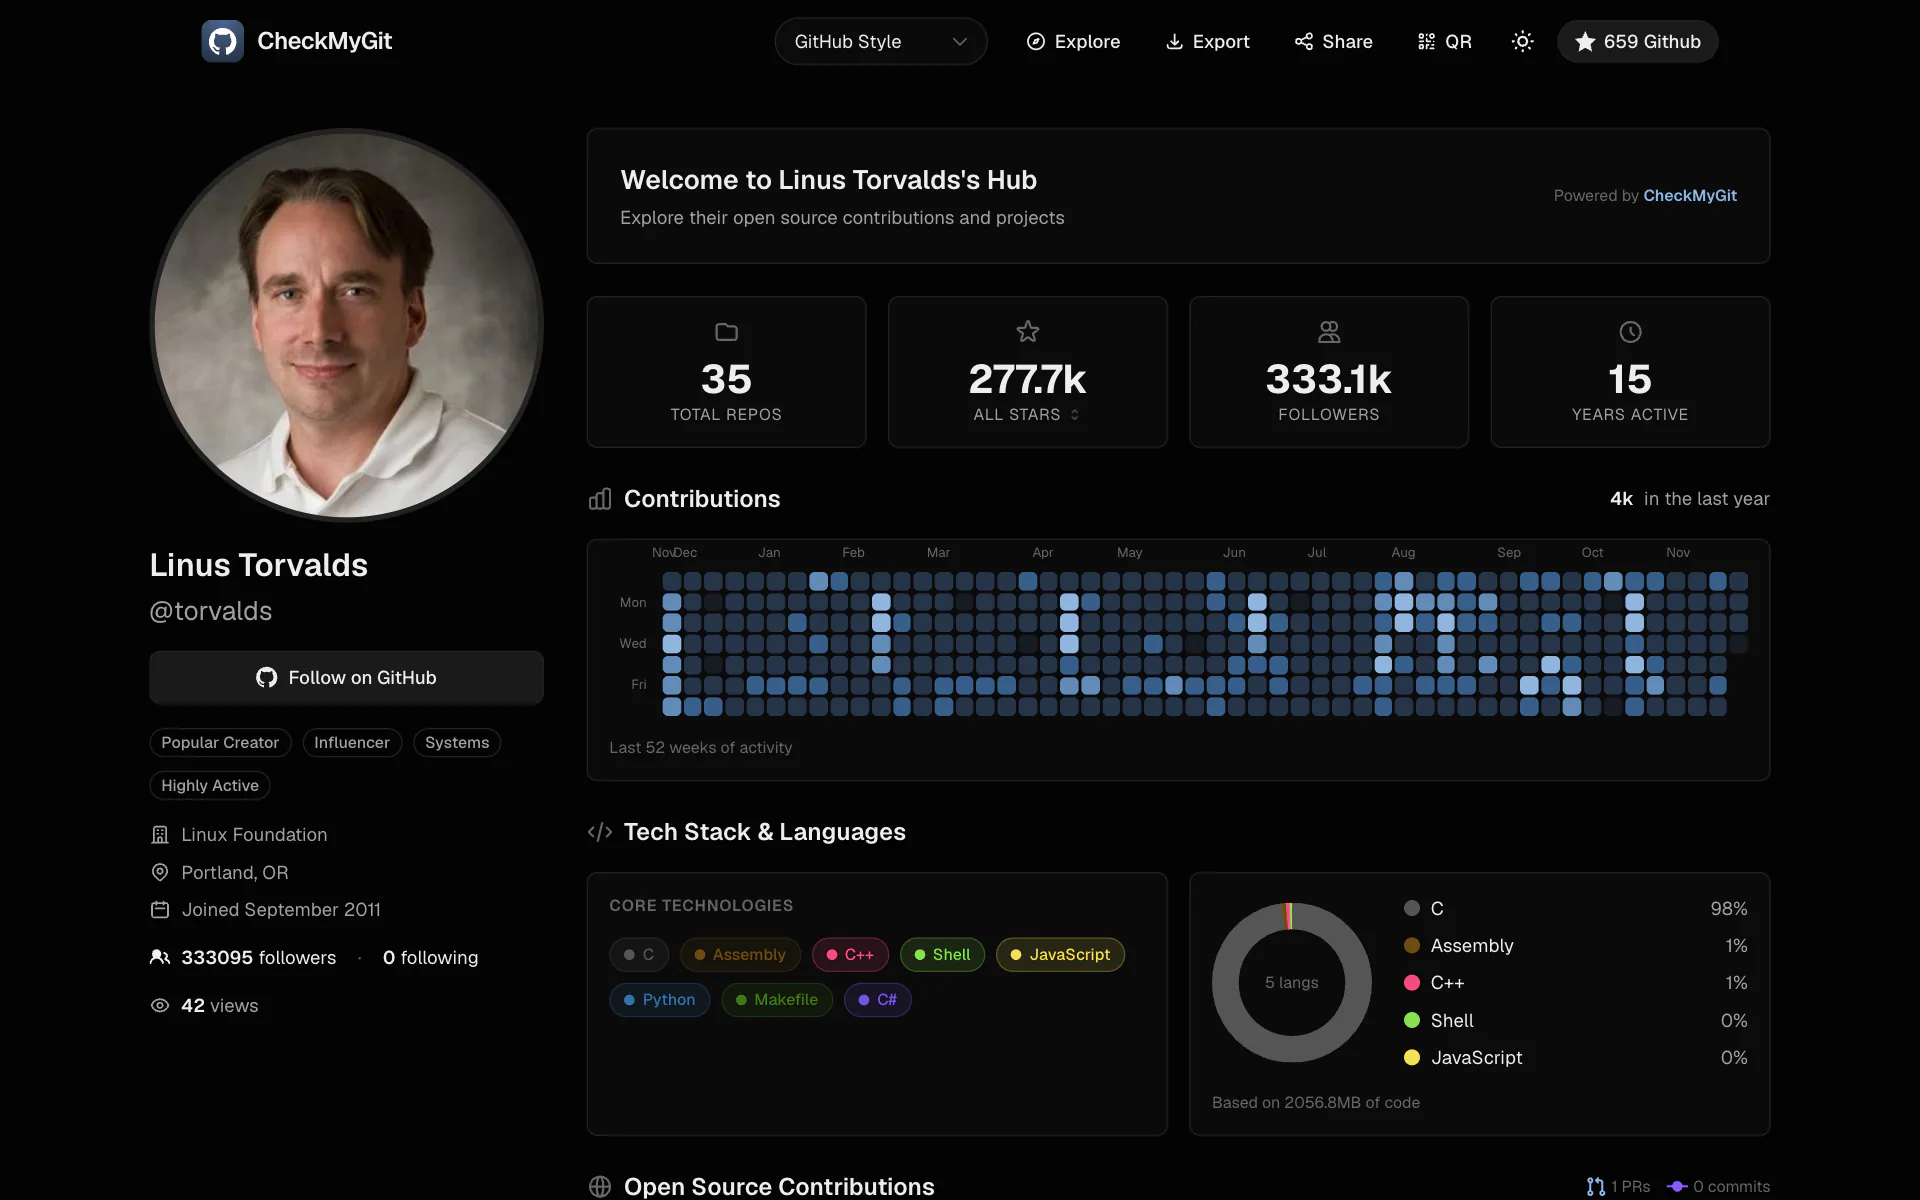 CheckMyGit
GitHub Style
Explore
Export
Share
QR
659 Github
Welcome to Linus Torvalds's Hub
Explore their open source contributions and projects
Powered by CheckMyGit
35
TOTAL REPOS
277.7k
ALL STARS
333.1k
FOLLOWERS
15
YEARS ACTIVE
Linus Torvalds
@torvalds
Follow on GitHub
Popular Creator
Influencer
Systems
Highly Active
Linux Foundation
Portland, OR
Joined September 2011
333095 followers · 0 following
42 views
Contributions
4k in the last year
Nov Dec Jan Feb Mar Apr May Jun Jul Aug Sep Oct Nov
Mon
Wed
Fri
Last 52 weeks of activity
Tech Stack & Languages
CORE TECHNOLOGIES
C
Assembly
C++
Shell
JavaScript
Python
Makefile
C#
5 langs
C 98%
Assembly 1%
C++ 1%
Shell 0%
JavaScript 0%
Based on 2056.8MB of code
Open Source Contributions
1 PRs
0 commits